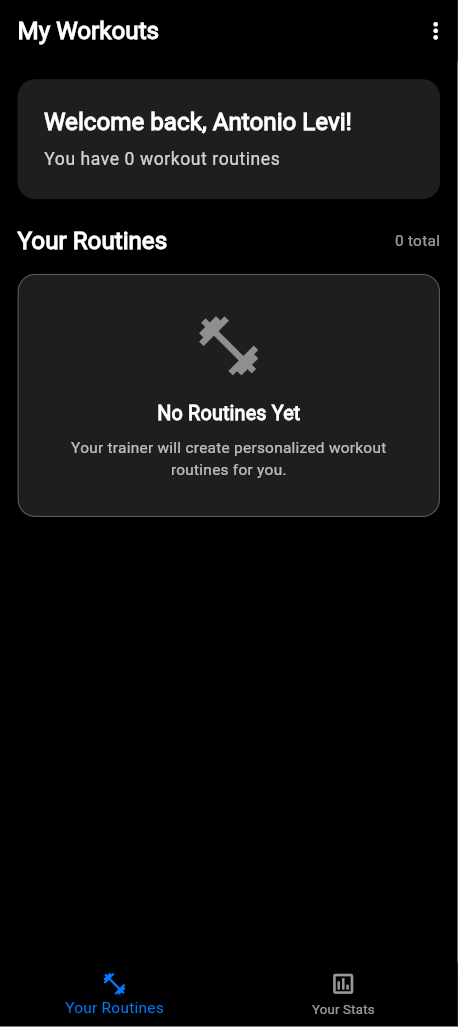 My Workouts
Welcome back, Antonio Levi!
You have 0 workout routines
Your Routines
0 total
No Routines Yet
Your trainer will create personalized workout
routines for you.
Your Routines
Your Stats